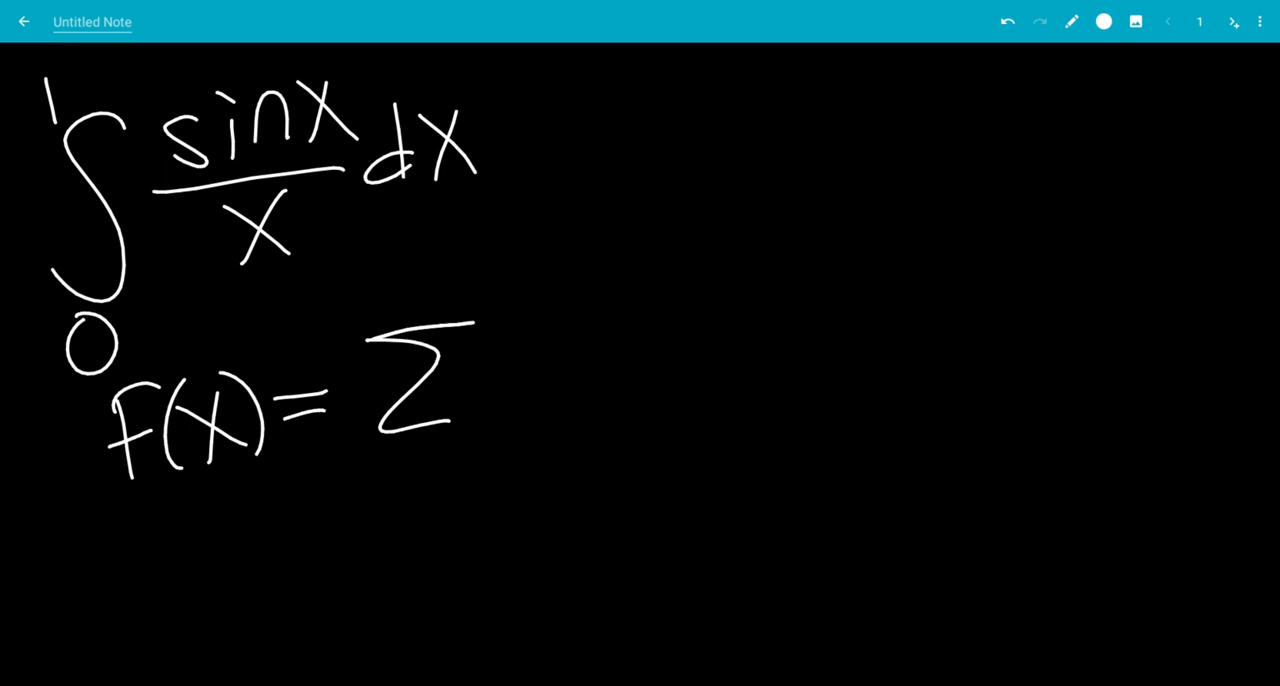 Untitled Note
1
∫₀¹ sinx/x dx
f(x) = Σ